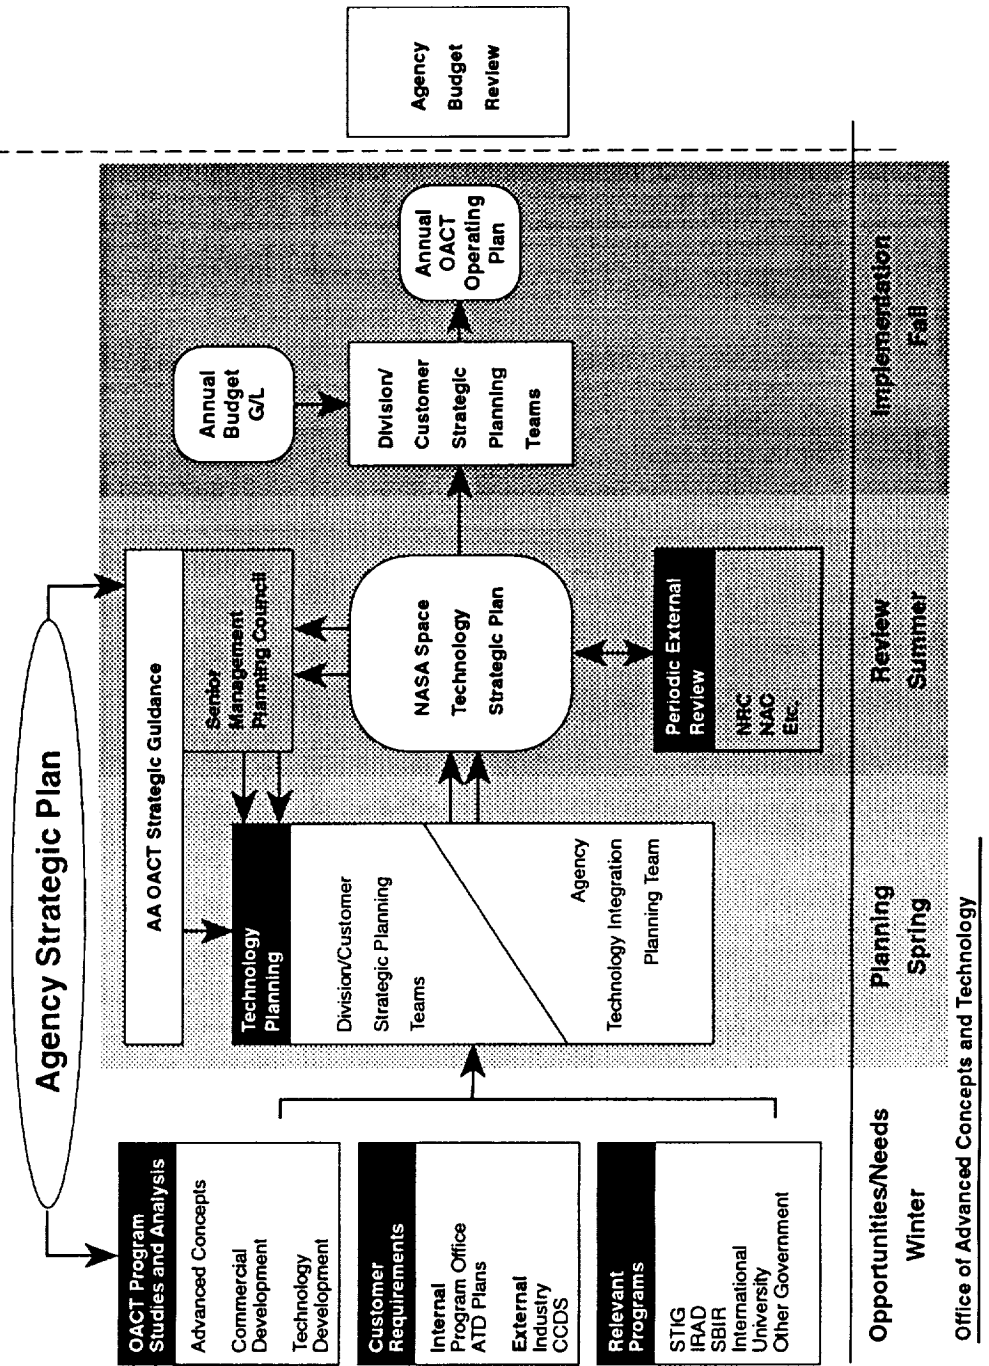 Agency Strategic Plan
OACT Program
Studies and Analysis
Advanced Concepts
Commercial
Development
Technology
Development
Customer
Requirements
Internal
Program Office
ATD Plans
External
Industry
CCDS
Relevant
Programs
STIG
IRAD
SBIR
International
University
Other Government
AA OACT Strategic Guidance
Senior
Management
Planning Council
Technology
Planning
Division/Customer
Strategic Planning
Teams
Agency
Technology Integration
Planning Team
NASA Space
Technology
Strategic Plan
Periodic External
Review
NRC
NAO
Etc.
Annual
Budget
G/L
Division/
Customer
Strategic
Planning
Teams
Annual
OACT
Operating
Plan
Agency
Budget
Review
Opportunities/Needs
Winter
Planning
Spring
Review
Summer
Implementation
Fall
Office of Advanced Concepts and Technology